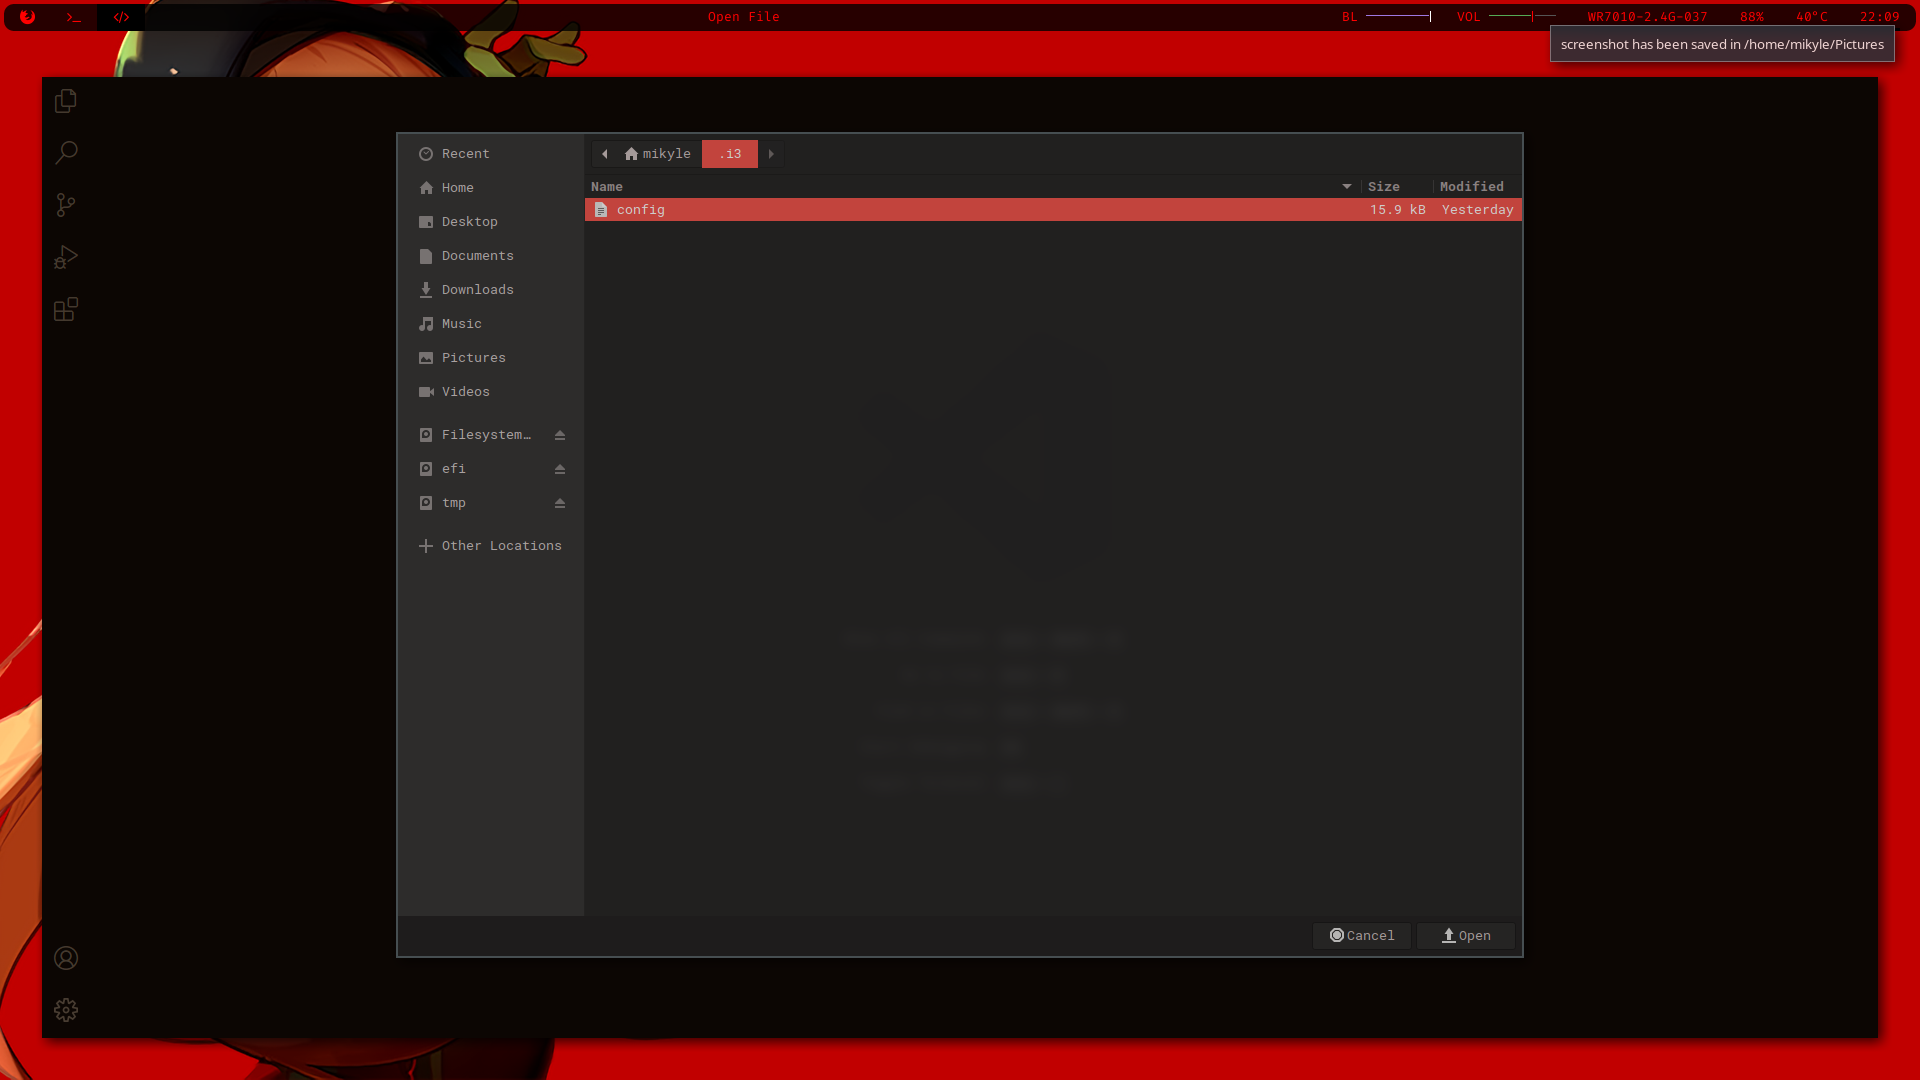 >_ </> Open File BL VOL WR7010-2.4G-037 88% 40°C 22:09
screenshot has been saved in /home/mikyle/Pictures
Recent
Home
Desktop
Documents
Downloads
Music
Pictures
Videos
Filesystem…
efi
tmp
Other Locations
mikyle .i3
Name Size Modified
config 15.9 kB Yesterday
Cancel Open